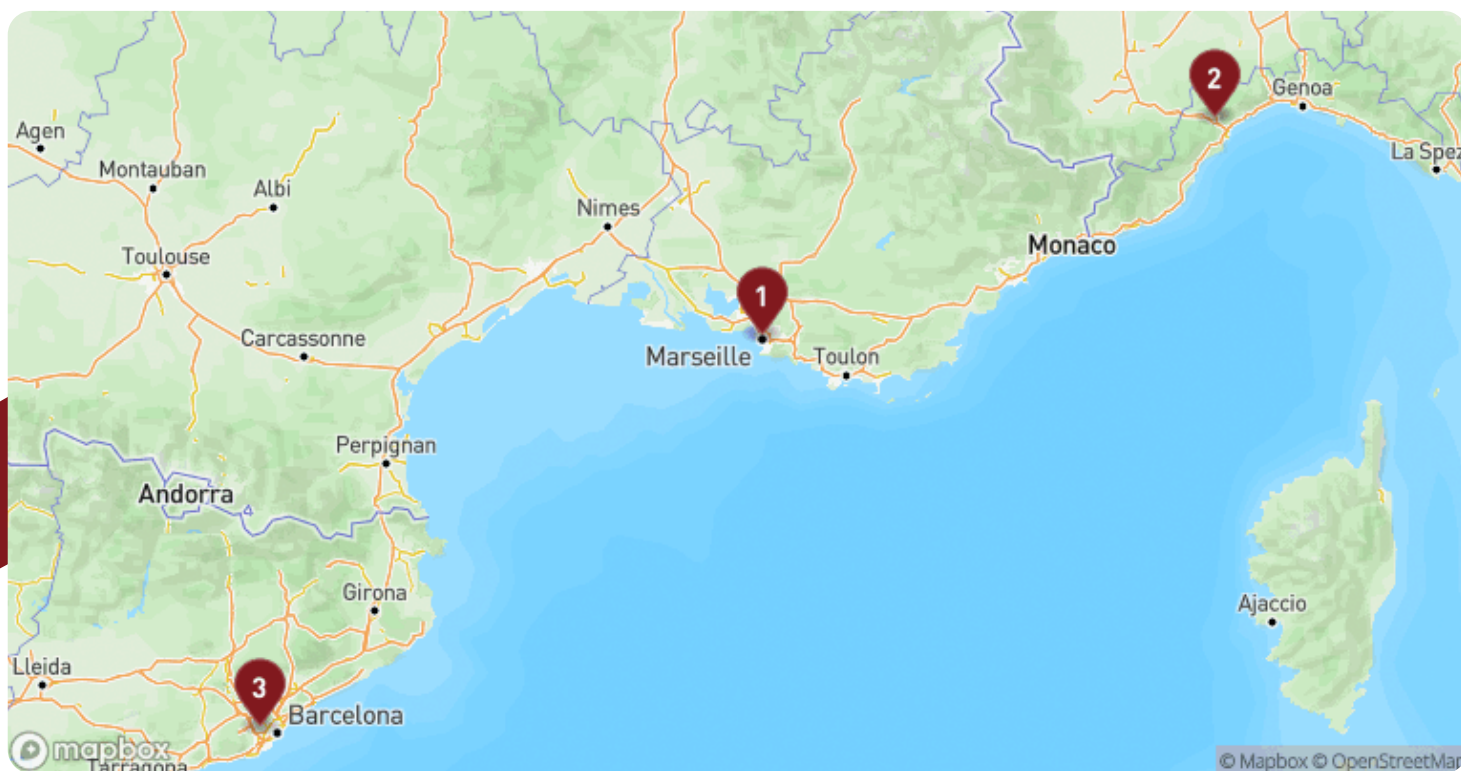 2
Genoa
Agen
La Spez
Montauban
Albi
Nimes
Monaco
Toulouse
1
Carcassonne
Marseille
Toulon
Perpignan
Andorra
Girona
Ajaccio
Lleida
3
Barcelona
mapbox
Tarragona
© Mapbox © OpenStreetMap